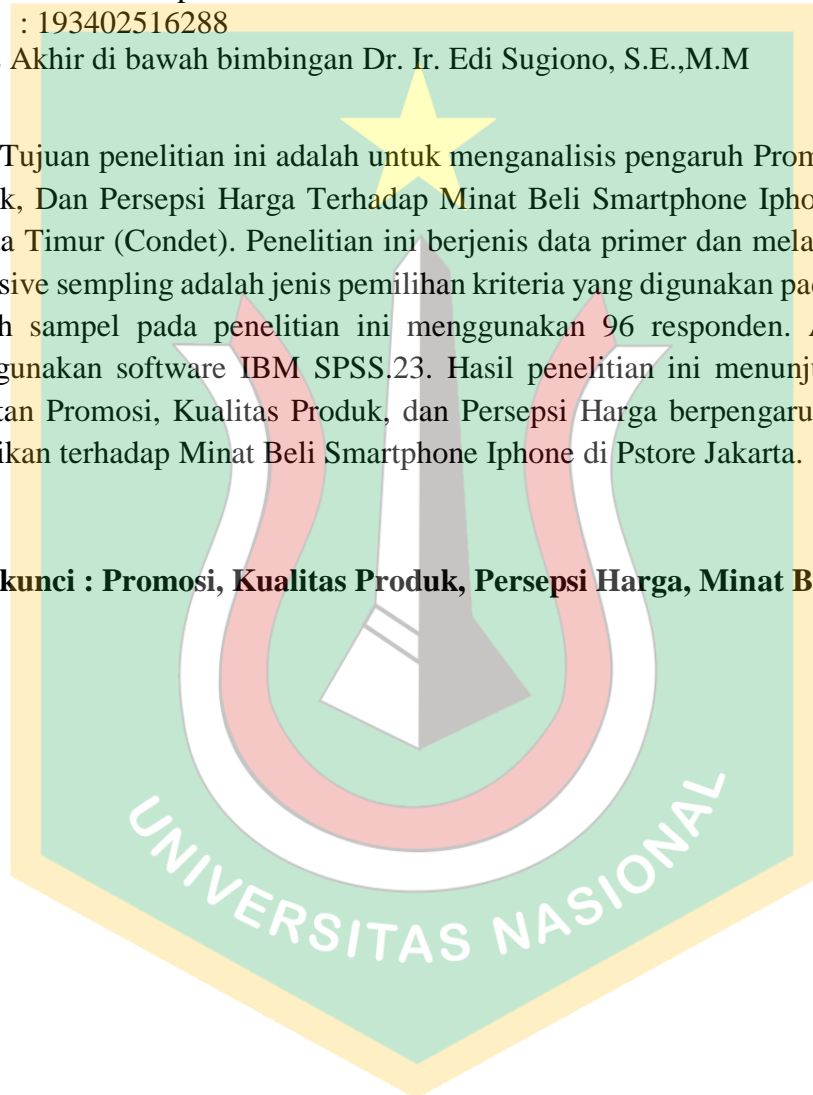 : 193402516288
Akhir di bawah bimbingan Dr. Ir. Edi Sugiono, S.E.,M.M
Tujuan penelitian ini adalah untuk menganalisis pengaruh Prom
k, Dan Persepsi Harga Terhadap Minat Beli Smartphone Ipho
a Timur (Condet). Penelitian ini berjenis data primer dan mela
sive sempling adalah jenis pemilihan kriteria yang digunakan pad
h sampel pada penelitian ini menggunakan 96 responden. A
gunakan software IBM SPSS.23. Hasil penelitian ini menunju
tan Promosi, Kualitas Produk, dan Persepsi Harga berpengaru
ikan terhadap Minat Beli Smartphone Iphone di Pstore Jakarta.
kunci : Promosi, Kualitas Produk, Persepsi Harga, Minat B
UNIVERSITAS NASIONAL